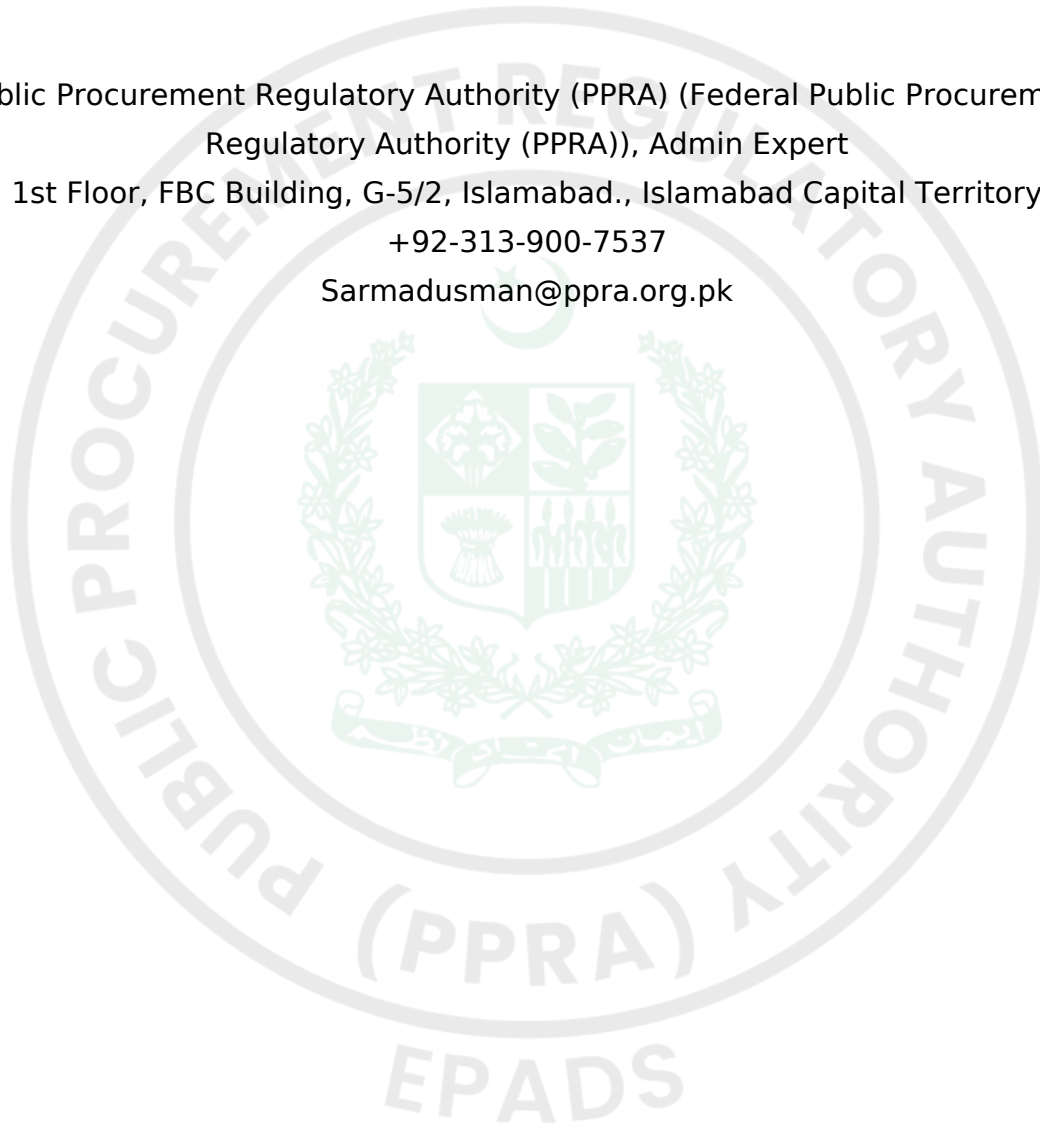 blic Procurement Regulatory Authority (PPRA) (Federal Public Procurem
Regulatory Authority (PPRA)), Admin Expert
1st Floor, FBC Building, G-5/2, Islamabad., Islamabad Capital Territory
+92-313-900-7537
Sarmadusman@ppra.org.pk
PUBLIC PROCUREMENT REGULATORY AUTHORITY
(PPRA)
EPADS